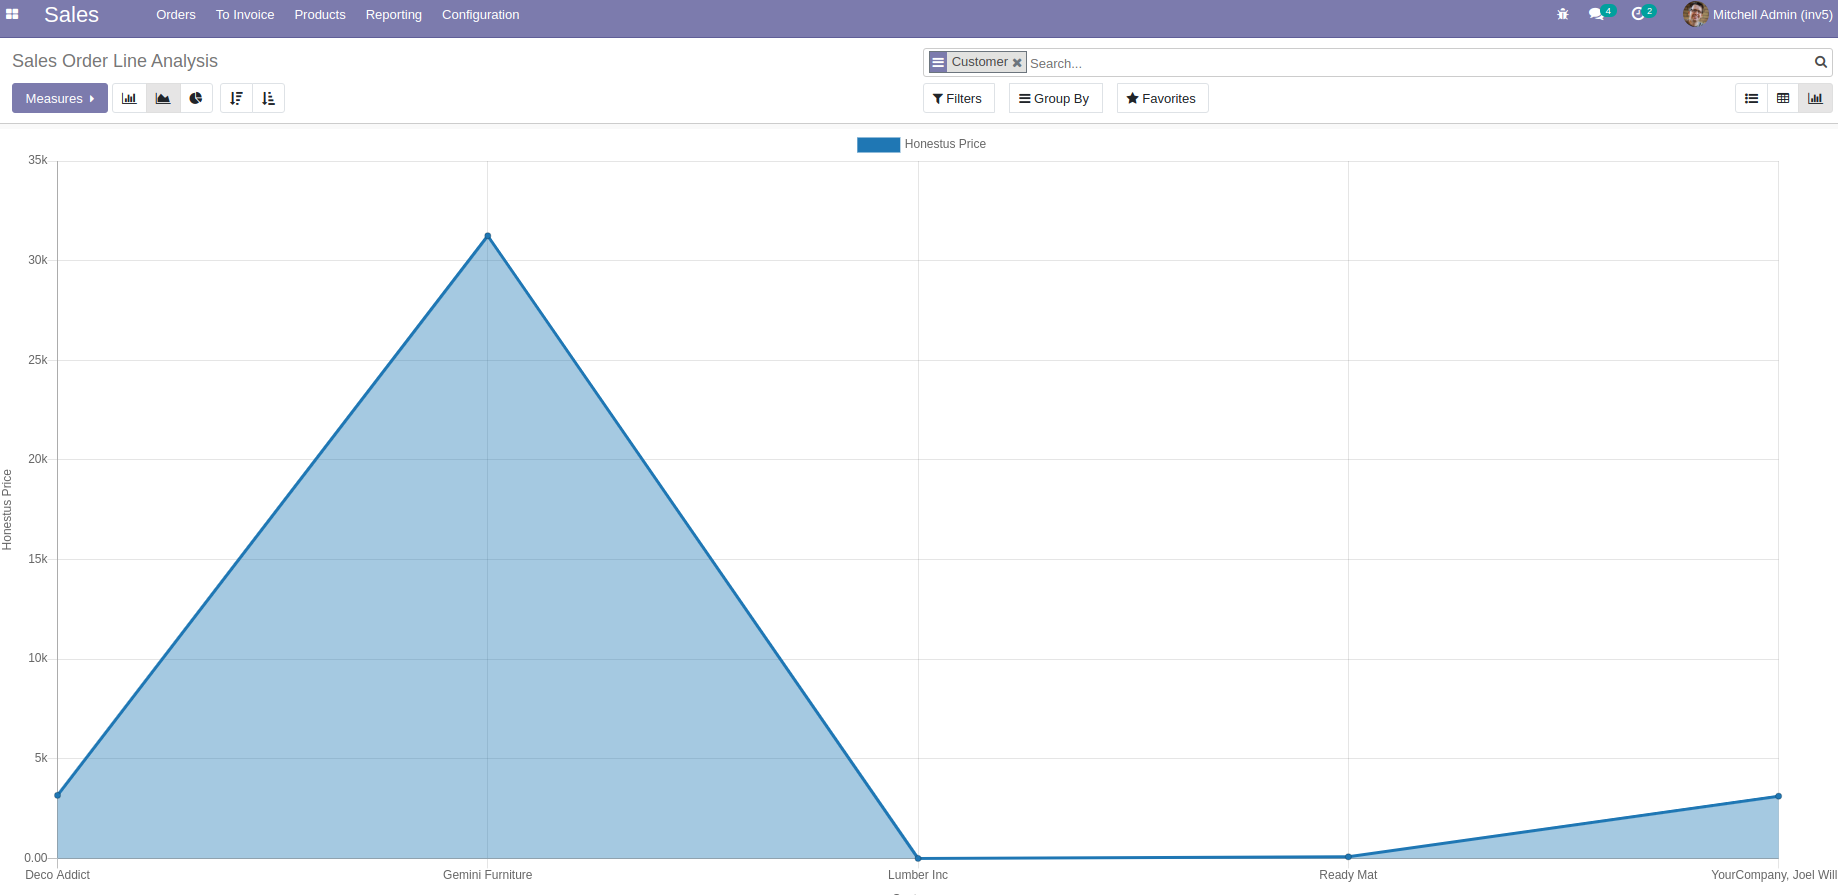 Sales Orders To Invoice Products Reporting Configuration 4 2 Mitchell Admin (inv5)
Sales Order Line Analysis Customer Search...
Measures Filters Group By Favorites
Honestus Price
35k
30k
25k
20k
15k
10k
5k
0.00
Honestus Price
Deco Addict Gemini Furniture Lumber Inc Ready Mat YourCompany, Joel Will